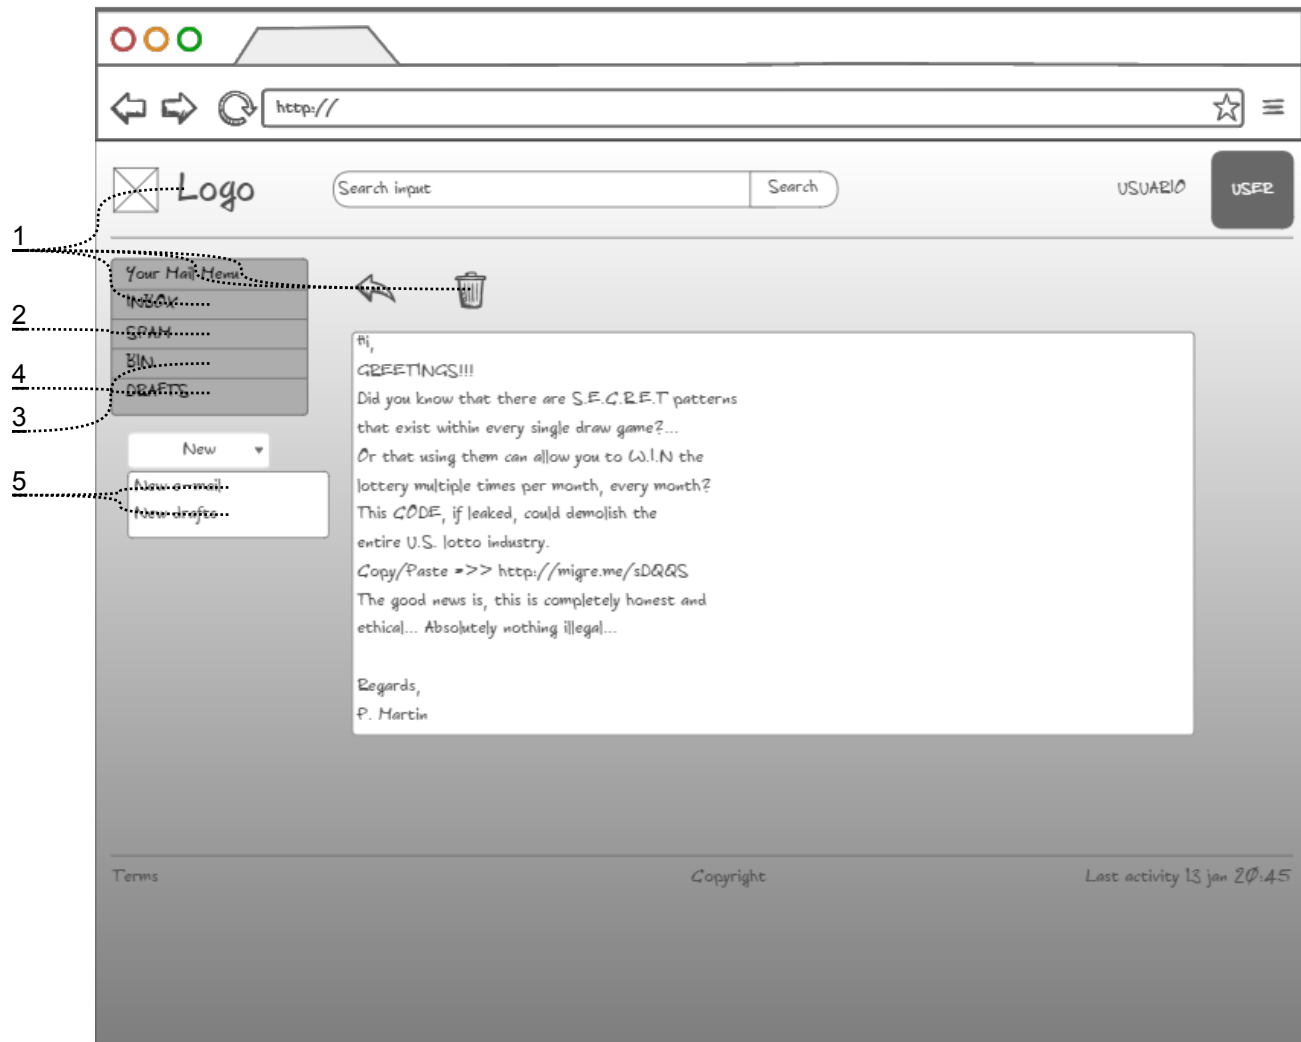 http://
Logo
Search input
Search
USUARIO
USER
1
Your Mail Menu
INBOX
2
SPAM
BIN
4
DRAFTS
3
New
5
New e-mail
New drafts
Hi,
GREETINGS!!!
Did you know that there are S.E.C.R.E.T patterns
that exist within every single draw game?...
Or that using them can allow you to W.I.N the
lottery multiple times per month, every month?
This CODE, if leaked, could demolish the
entire U.S. lotto industry.
Copy/Paste =>> http://migre.me/sDQQS
The good news is, this is completely honest and
ethical... Absolutely nothing illegal...
Regards,
P. Martin
Terms
Copyright
Last activity 13 jan 20:45